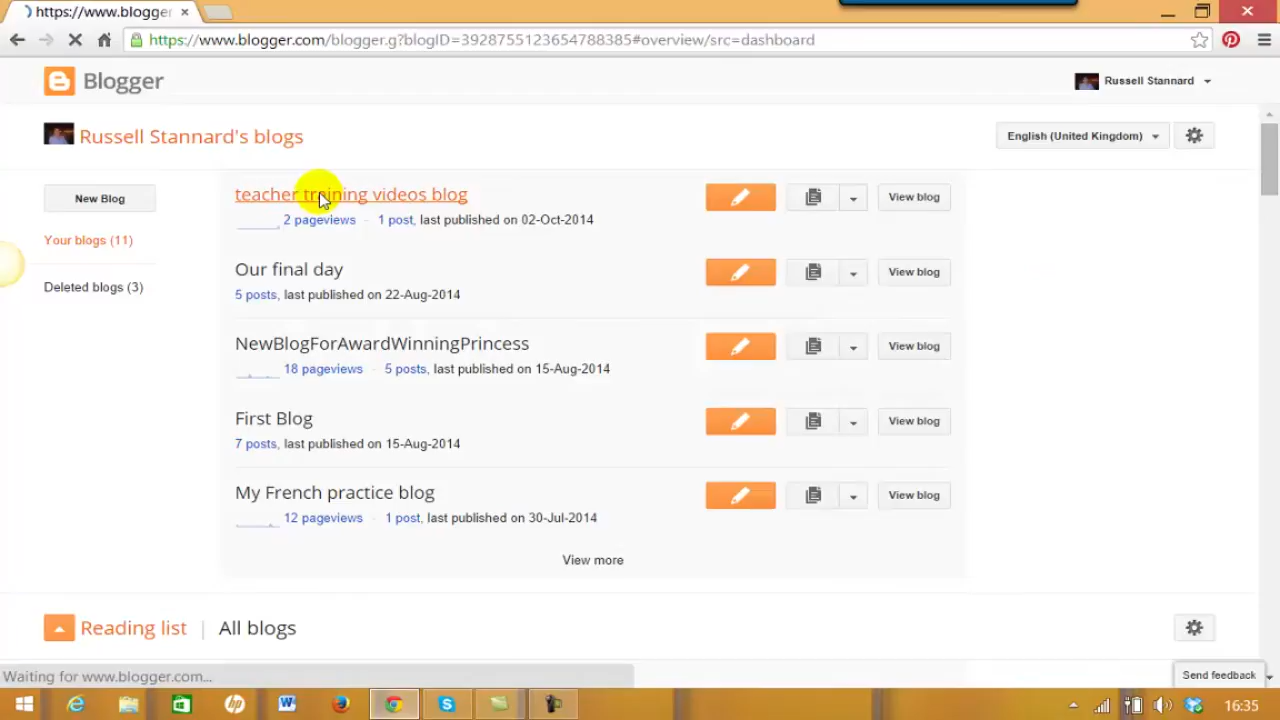 https://www.blogger
https://www.blogger.com/blogger.g?blogID=3928755123654788385#overview/src=dashboard
Blogger
Russell Stannard
Russell Stannard's blogs
English (United Kingdom)
New Blog
Your blogs (11)
Deleted blogs (3)
teacher training videos blog
2 pageviews - 1 post, last published on 02-Oct-2014
View blog
Our final day
5 posts, last published on 22-Aug-2014
View blog
NewBlogForAwardWinningPrincess
18 pageviews - 5 posts, last published on 15-Aug-2014
View blog
First Blog
7 posts, last published on 15-Aug-2014
View blog
My French practice blog
12 pageviews - 1 post, last published on 30-Jul-2014
View blog
View more
Reading list | All blogs
Waiting for www.blogger.com...
Send feedback
16:35